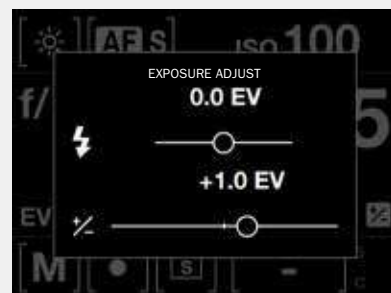 AF S ISO 100
EXPOSURE ADJUST
0.0 EV
f/ 5
+1.0 EV
EV
M S